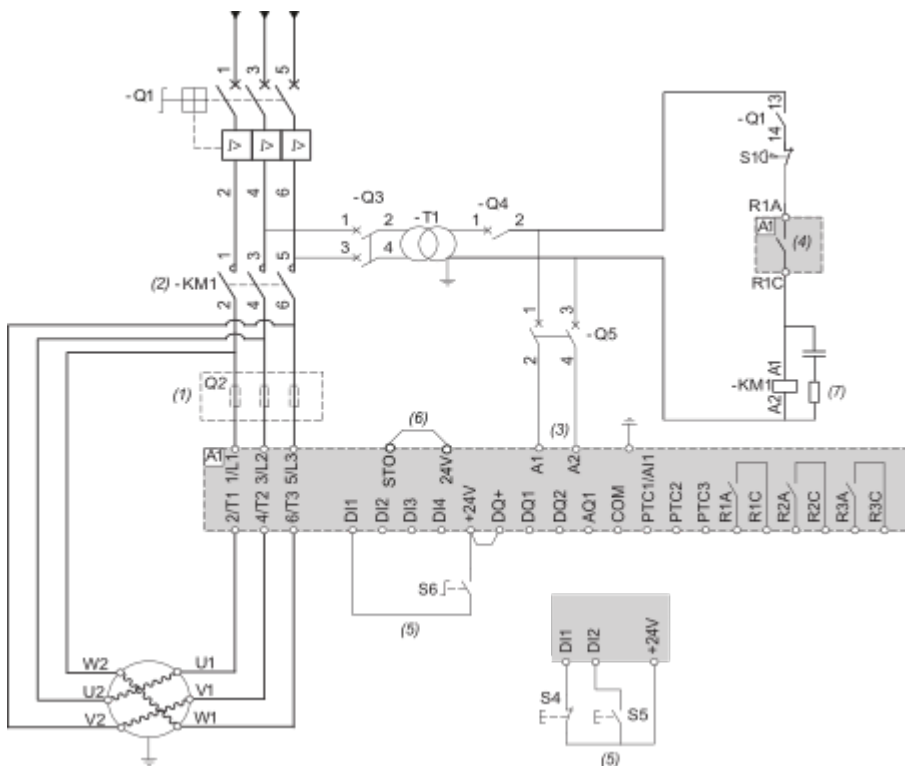 1 3 5
-Q1
I> I> I>
2 4 6
-Q3
1 2
3 4
-T1
-Q4
1 2
13
-Q1
14
S1
R1A
A1 (4)
R1C
1 3 5
(2) -KM1
2 4 6
1 3
-Q5
2 4
A1
-KM1 (7)
A2
(1) Q2
(6) (3)
A1 1/L1 3/L2 5/L3 STO 24V A1 A2
2/T1 4/T2 6/T3 DI1 DI2 DI3 DI4 +24V DQ+ DQ1 DQ2 AQ1 COM PTC1/AI1 PTC2 PTC3 R1A R1C R2A R2C R3A R3C
S6
(5)
DI1 DI2 +24V
S4 S5
(5)
W2 U1
U2 V1
V2 W1